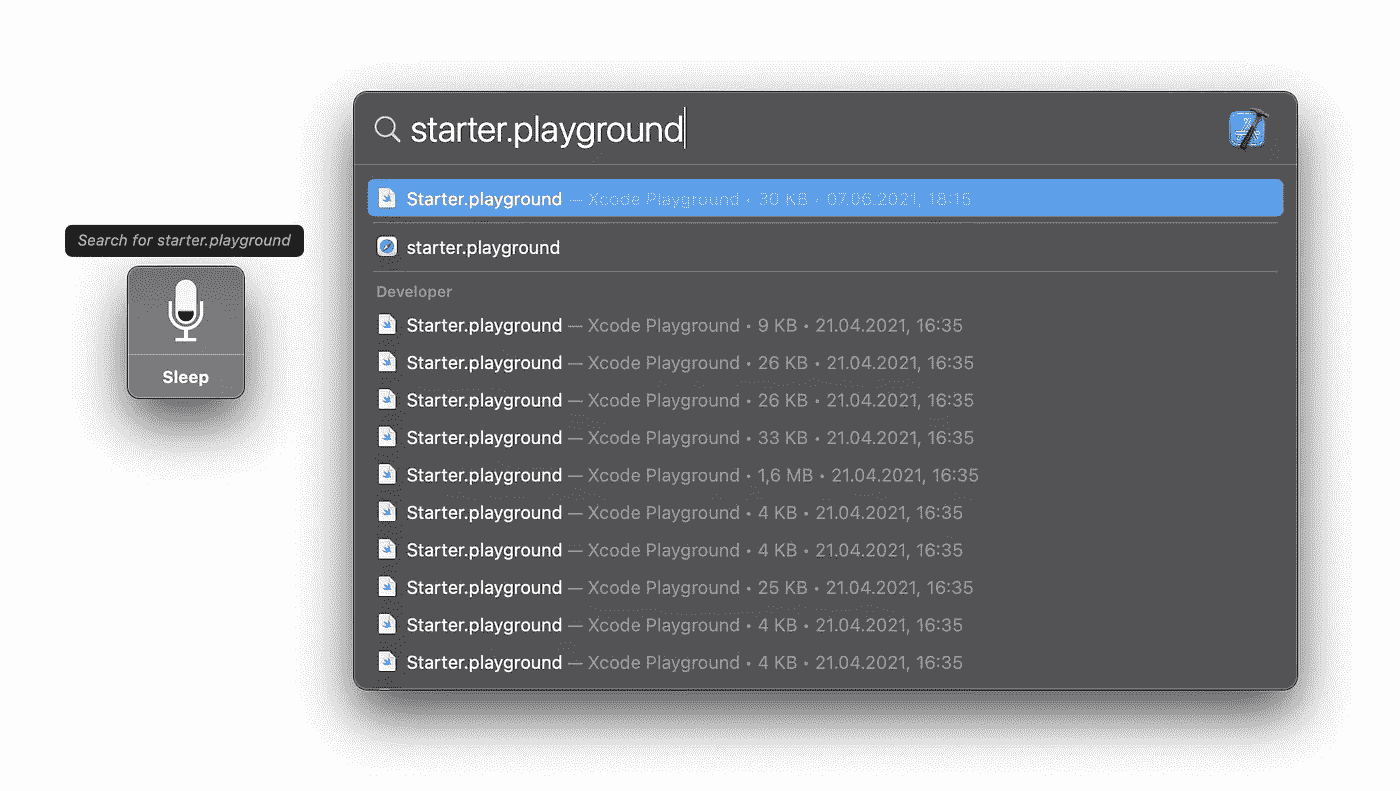 Search for starter.playground
Sleep
starter.playground
Starter.playground — Xcode Playground • 30 KB • 07.06.2021, 18:15
starter.playground
Developer
Starter.playground — Xcode Playground • 9 KB • 21.04.2021, 16:35
Starter.playground — Xcode Playground • 26 KB • 21.04.2021, 16:35
Starter.playground — Xcode Playground • 26 KB • 21.04.2021, 16:35
Starter.playground — Xcode Playground • 33 KB • 21.04.2021, 16:35
Starter.playground — Xcode Playground • 1,6 MB • 21.04.2021, 16:35
Starter.playground — Xcode Playground • 4 KB • 21.04.2021, 16:35
Starter.playground — Xcode Playground • 4 KB • 21.04.2021, 16:35
Starter.playground — Xcode Playground • 25 KB • 21.04.2021, 16:35
Starter.playground — Xcode Playground • 4 KB • 21.04.2021, 16:35
Starter.playground — Xcode Playground • 4 KB • 21.04.2021, 16:35